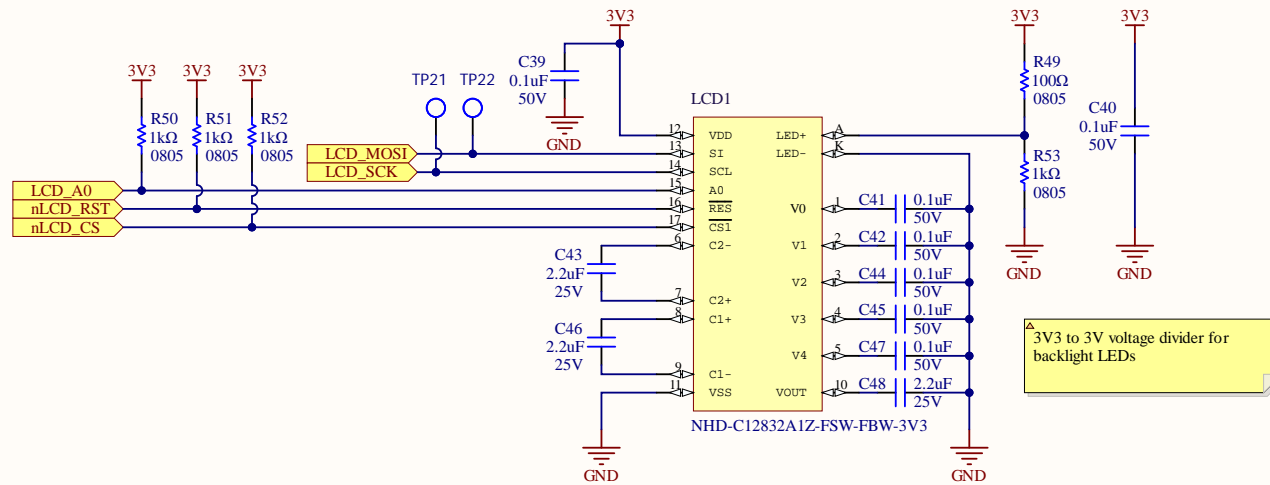 3V3
3V3
3V3
C39
0.1uF
50V
GND
3V3
3V3
3V3
R50
1kΩ
0805
R51
1kΩ
0805
R52
1kΩ
0805
TP21
TP22
R49
100Ω
0805
C40
0.1uF
50V
GND
R53
1kΩ
0805
GND
LCD1
LCD_MOSI
LCD_SCK
LCD_A0
nLCD_RST
nLCD_CS
12 VDD
13 SI
14 SCL
15 A0
16 RES
17 CS1
6 C2-
7 C2+
8 C1+
9 C1-
11 VSS
LED+ A
LED- K
V0 1
V1 2
V2 3
V3 4
V4 5
VOUT 10
C43
2.2uF
25V
C46
2.2uF
25V
C41 0.1uF
50V
C42 0.1uF
50V
C44 0.1uF
50V
C45 0.1uF
50V
C47 0.1uF
50V
C48 2.2uF
25V
NHD-C12832A1Z-FSW-FBW-3V3
GND
GND
3V3 to 3V voltage divider for
backlight LEDs